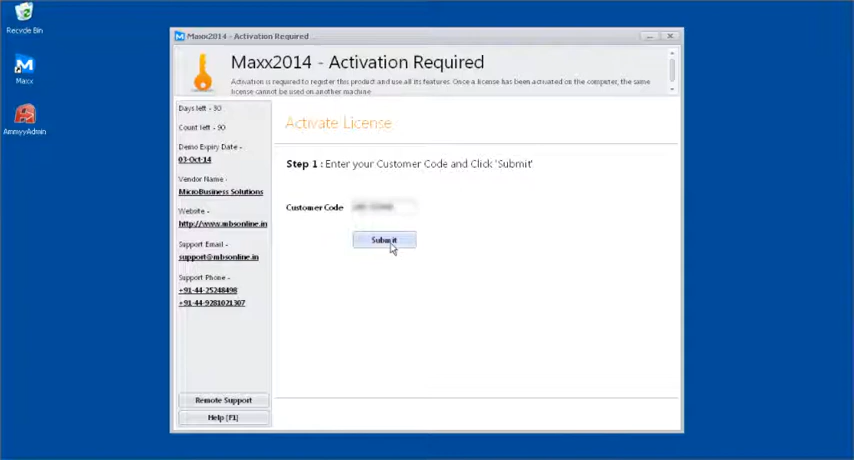 Recycle Bin
Maxx
AmmyyAdmin
Maxx2014 - Activation Required
Maxx2014 - Activation Required
Activation is required to register this product and use all its features. Once a license has been activated on the computer, the same
license cannot be used on another machine
Days left - 30
Count left - 90
Demo Expiry Date -
03-Oct-14
Vendor Name -
MicroBusiness Solutions
Website -
http://www.mbsonline.in
Support Email -
support@mbsonline.in
Support Phone -
+91-44-25248498
+91-44-9281021307
Remote Support
Help [F1]
Activate License
Step 1 : Enter your Customer Code and Click 'Submit'
Customer Code
Submit